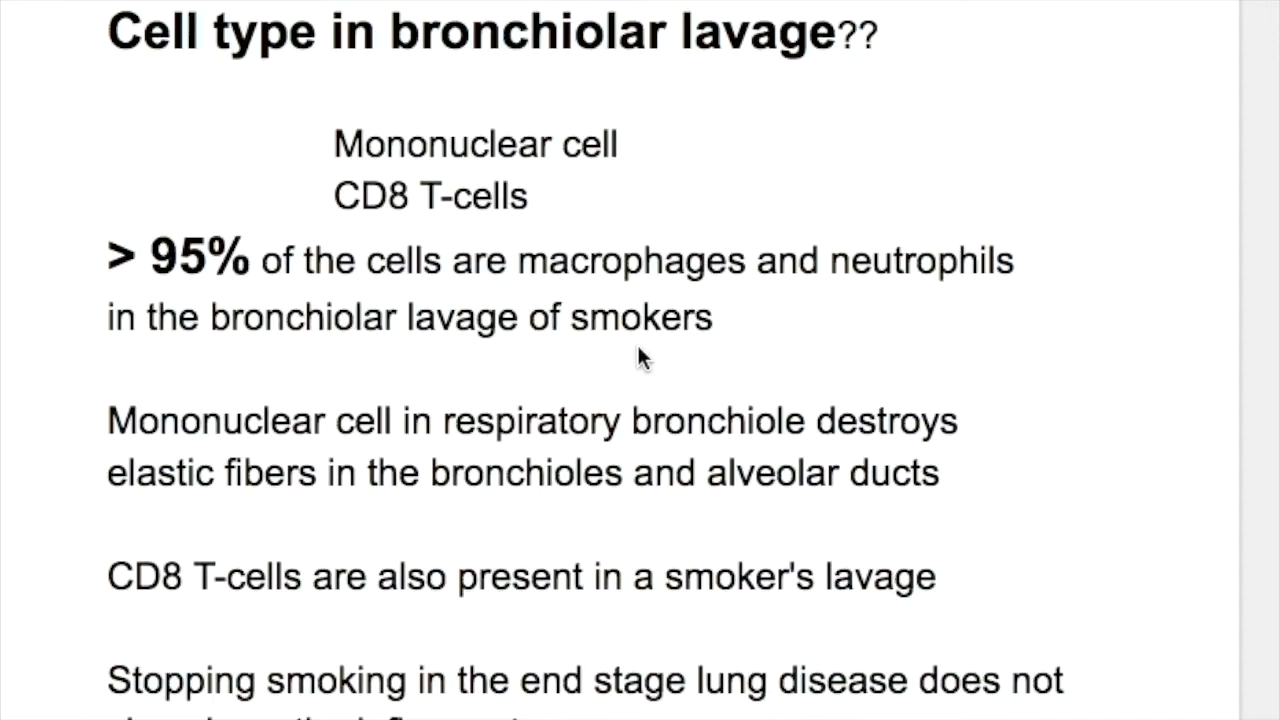 Cell type in bronchiolar lavage??
Mononuclear cell
CD8 T-cells
> 95% of the cells are macrophages and neutrophils
in the bronchiolar lavage of smokers
Mononuclear cell in respiratory bronchiole destroys
elastic fibers in the bronchioles and alveolar ducts
CD8 T-cells are also present in a smoker's lavage
Stopping smoking in the end stage lung disease does not